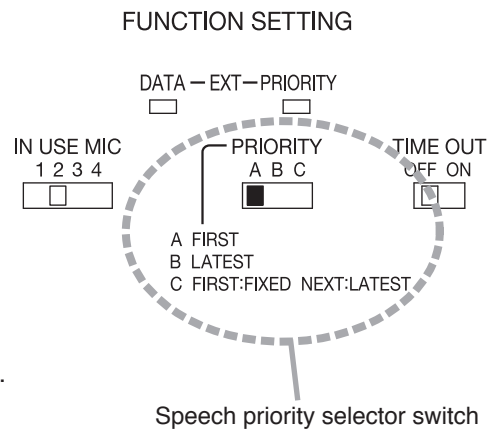 FUNCTION SETTING
DATA — EXT—PRIORITY
IN USE MIC
1 2 3 4
PRIORITY
A B C
TIME OUT
OFF ON
A FIRST
B LATEST
C FIRST:FIXED NEXT:LATEST
.
Speech priority selector switch